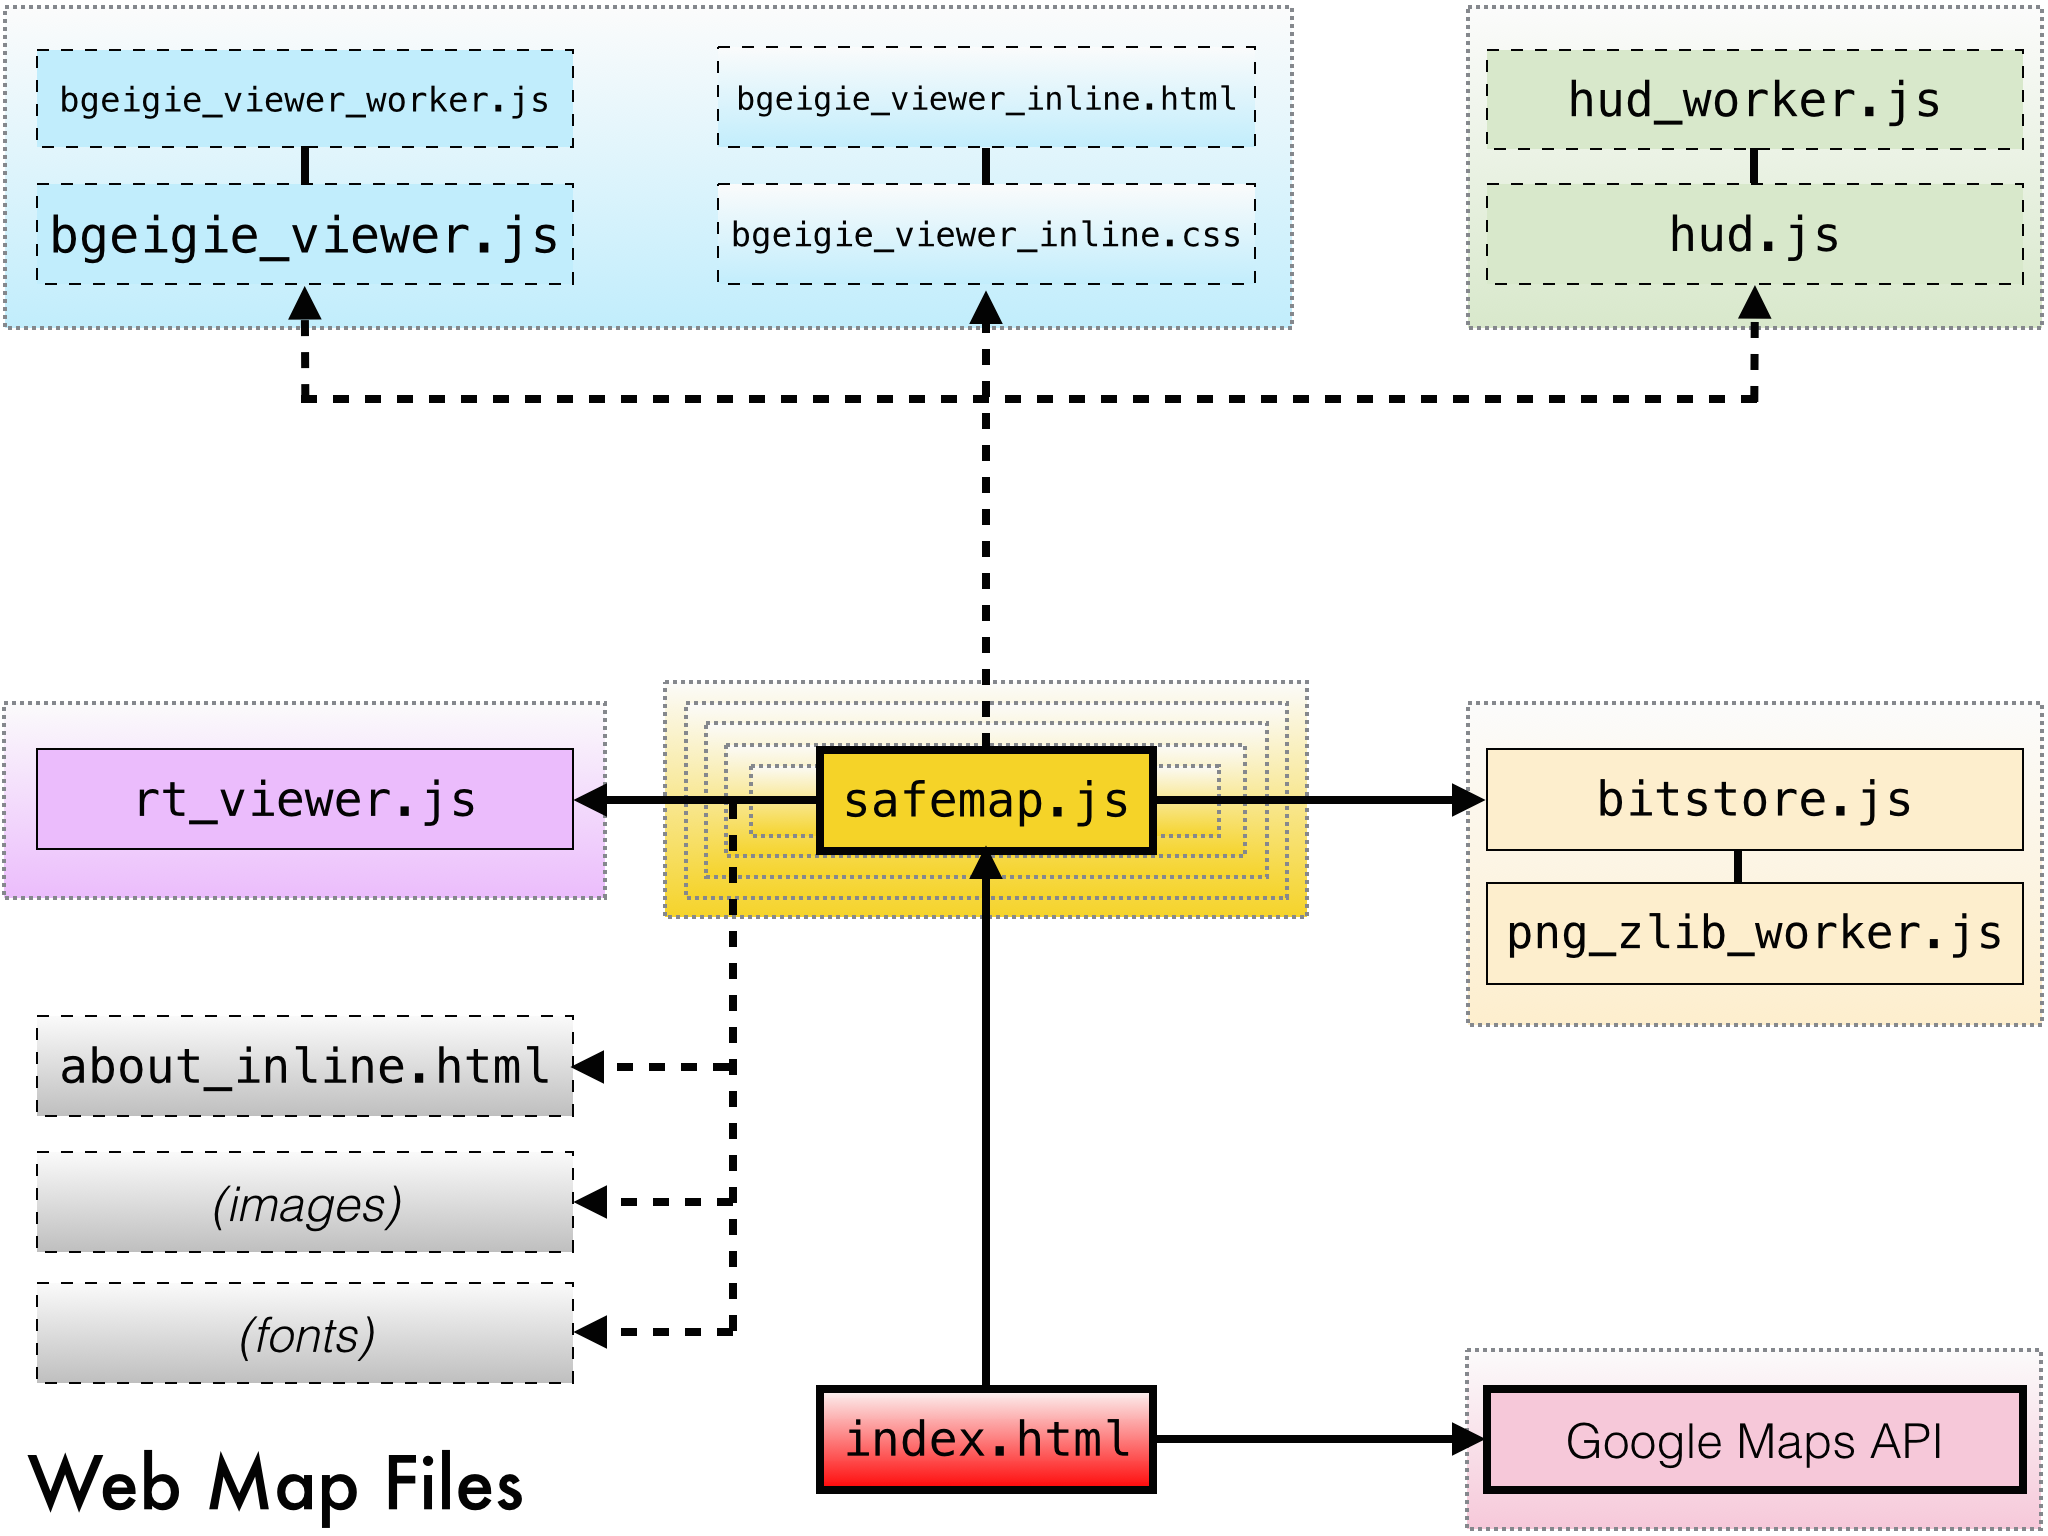 bgeigie_viewer_worker.js
bgeigie_viewer_inline.html
hud_worker.js
bgeigie_viewer.js
bgeigie_viewer_inline.css
hud.js
rt_viewer.js
safemap.js
bitstore.js
png_zlib_worker.js
about_inline.html
(images)
(fonts)
index.html
Google Maps API
Web Map Files